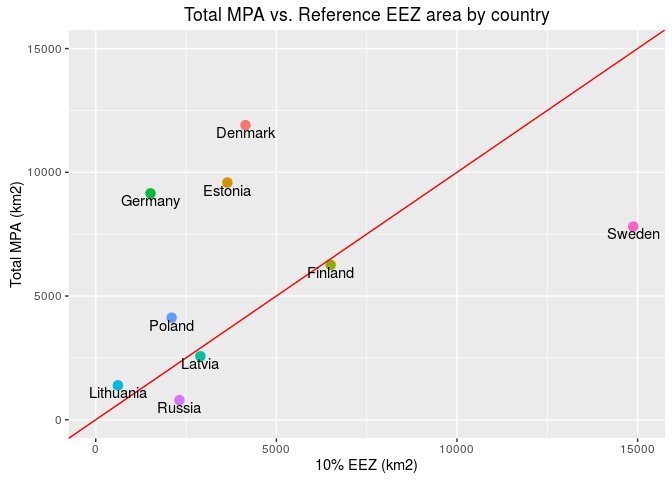 Total MPA vs. Reference EEZ area by country
15000
10000
5000
0
Total MPA (km2)
Denmark
Estonia
Germany
Sweden
Finland
Poland
Latvia
Lithuania
Russia
0 5000 10000 15000
10% EEZ (km2)